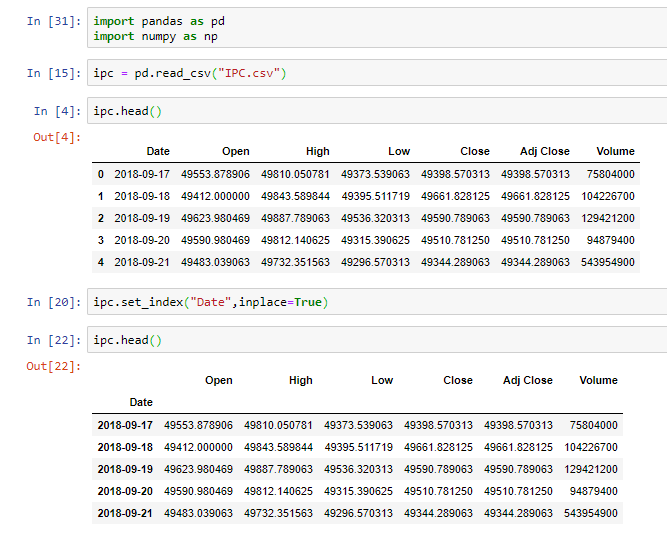 In [31]: import pandas as pd
import numpy as np
In [15]: ipc = pd.read_csv("IPC.csv")
In [4]: ipc.head()
Out[4]:
Date Open High Low Close Adj Close Volume
0 2018-09-17 49553.878906 49810.050781 49373.539063 49398.570313 49398.570313 75804000
1 2018-09-18 49412.000000 49843.589844 49395.511719 49661.828125 49661.828125 104226700
2 2018-09-19 49623.980469 49887.789063 49536.320313 49590.789063 49590.789063 129421200
3 2018-09-20 49590.980469 49812.140625 49315.390625 49510.781250 49510.781250 94879400
4 2018-09-21 49483.039063 49732.351563 49296.570313 49344.289063 49344.289063 543954900
In [20]: ipc.set_index("Date",inplace=True)
In [22]: ipc.head()
Out[22]:
Open High Low Close Adj Close Volume
Date
2018-09-17 49553.878906 49810.050781 49373.539063 49398.570313 49398.570313 75804000
2018-09-18 49412.000000 49843.589844 49395.511719 49661.828125 49661.828125 104226700
2018-09-19 49623.980469 49887.789063 49536.320313 49590.789063 49590.789063 129421200
2018-09-20 49590.980469 49812.140625 49315.390625 49510.781250 49510.781250 94879400
2018-09-21 49483.039063 49732.351563 49296.570313 49344.289063 49344.289063 543954900